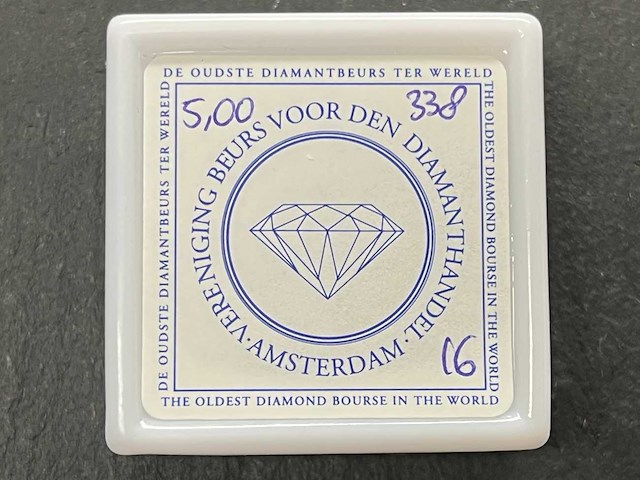 DE OUDSTE DIAMANTBEURS TER WERELD
THE OLDEST DIAMOND BOURSE IN THE WORLD
THE OLDEST DIAMOND BOURSE IN THE WORLD
DE OUDSTE DIAMANTBEURS TER WERELD
5,00
338
VERENIGING BEURS VOOR DEN DIAMANTHANDEL
· AMSTERDAM ·
16